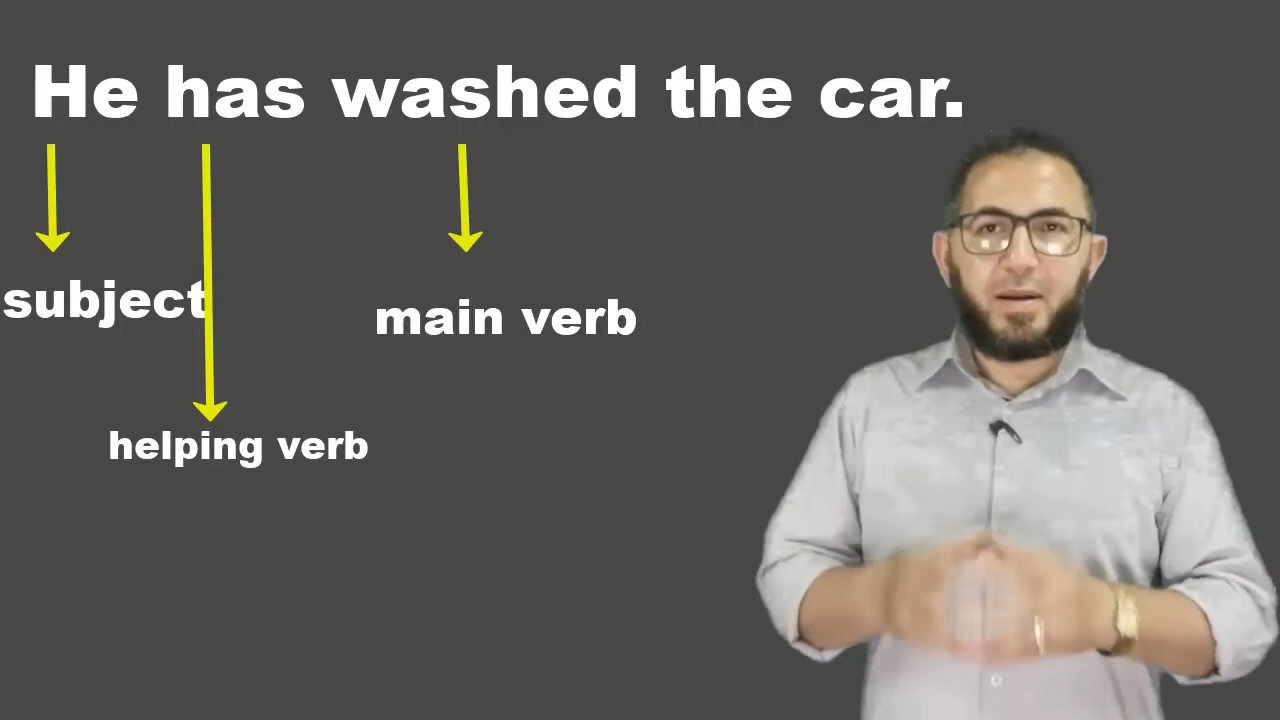 He has washed the car.
subject
main verb
helping verb